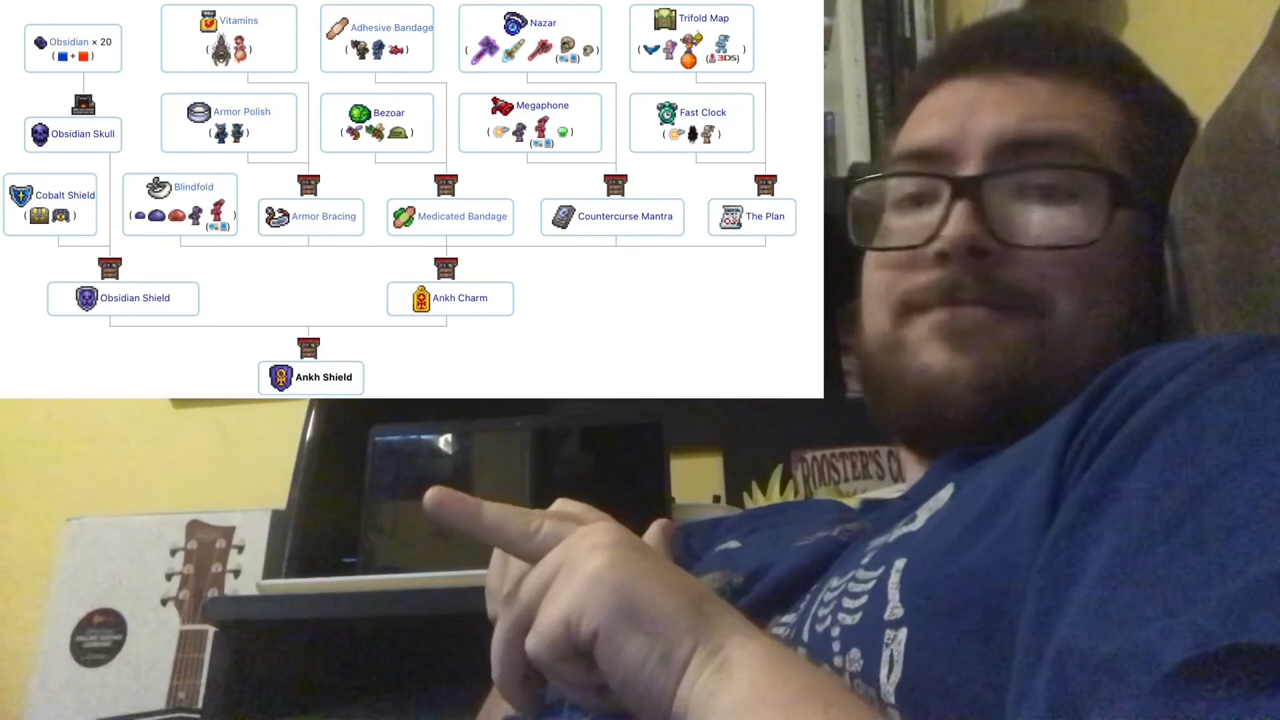 Vitamins
Adhesive Bandage
Nazar
Trifold Map
Obsidian × 20
( + )
3DS
Armor Polish
Bezoar
Megaphone
Fast Clock
Obsidian Skull
Cobalt Shield
Blindfold
Armor Bracing
Medicated Bandage
Countercurse Mantra
The Plan
Obsidian Shield
Ankh Charm
Ankh Shield
ROOSTER'S